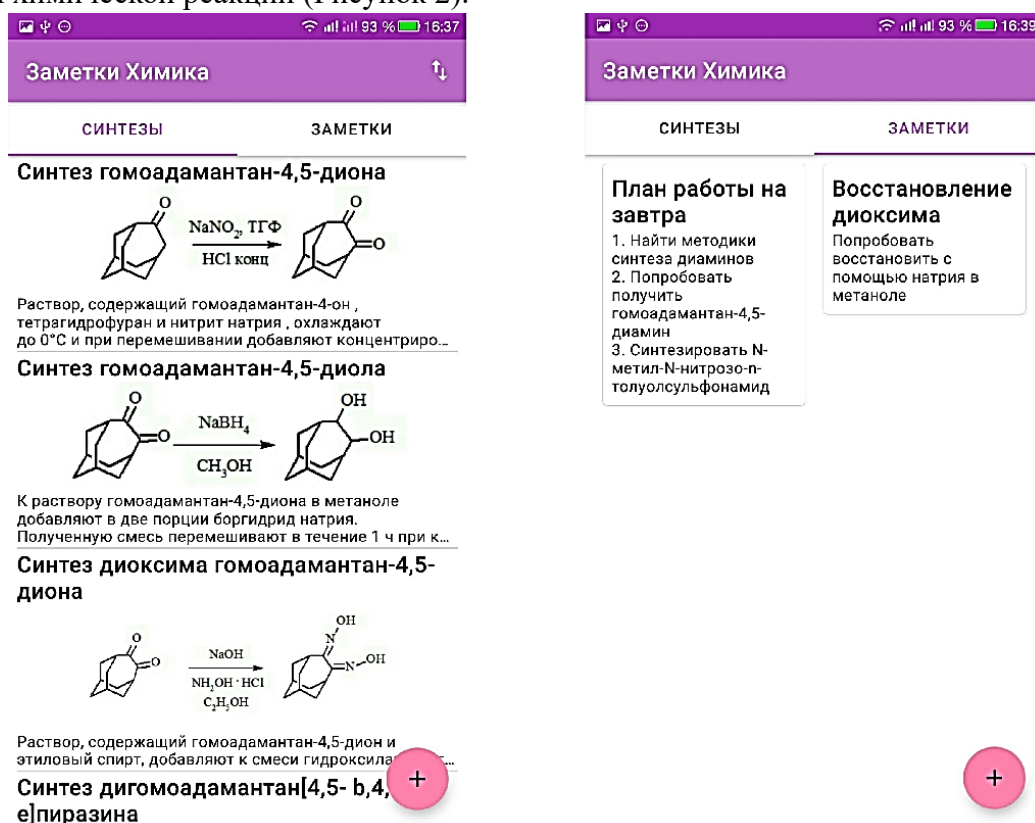 химической реакции (Рисунок 2).
93 % 16:37
Заметки Химика
СИНТЕЗЫ ЗАМЕТКИ
Синтез гомоадамантан-4,5-диона
O
O
NaNO2, ТГФ
O
HCl конц
Раствор, содержащий гомоадамантан-4-он ,
тетрагидрофуран и нитрит натрия , охлаждают
до 0°C и при перемешивании добавляют концентриро...
Синтез гомоадамантан-4,5-диола
O
OH
NaBH4
O
OH
CH3OH
К раствору гомоадамантан-4,5-диона в метаноле
добавляют в две порции боргидрид натрия.
Полученную смесь перемешивают в течение 1 ч при к...
Синтез диоксима гомоадамантан-4,5-
диона
OH
O
NaOH
N
O
N OH
NH2OH · HCl
C2H5OH
Раствор, содержащий гомоадамантан-4,5-дион и
этиловый спирт, добавляют к смеси
+
Синтез дигомоадамантан[4,5- b,4,
e]пиразина
93 % 16:39
Заметки Химика
СИНТЕЗЫ ЗАМЕТКИ
План работы на
завтра
1. Найти методики
синтеза диаминов
2. Попробовать
получить
гомоадамантан-4,5-
диамин
3. Синтезировать N-
метил-N-нитрозо-п-
толуолсульфонамид
Восстановление
диоксима
Попробовать
восстановить с
помощью натрия в
метаноле
+